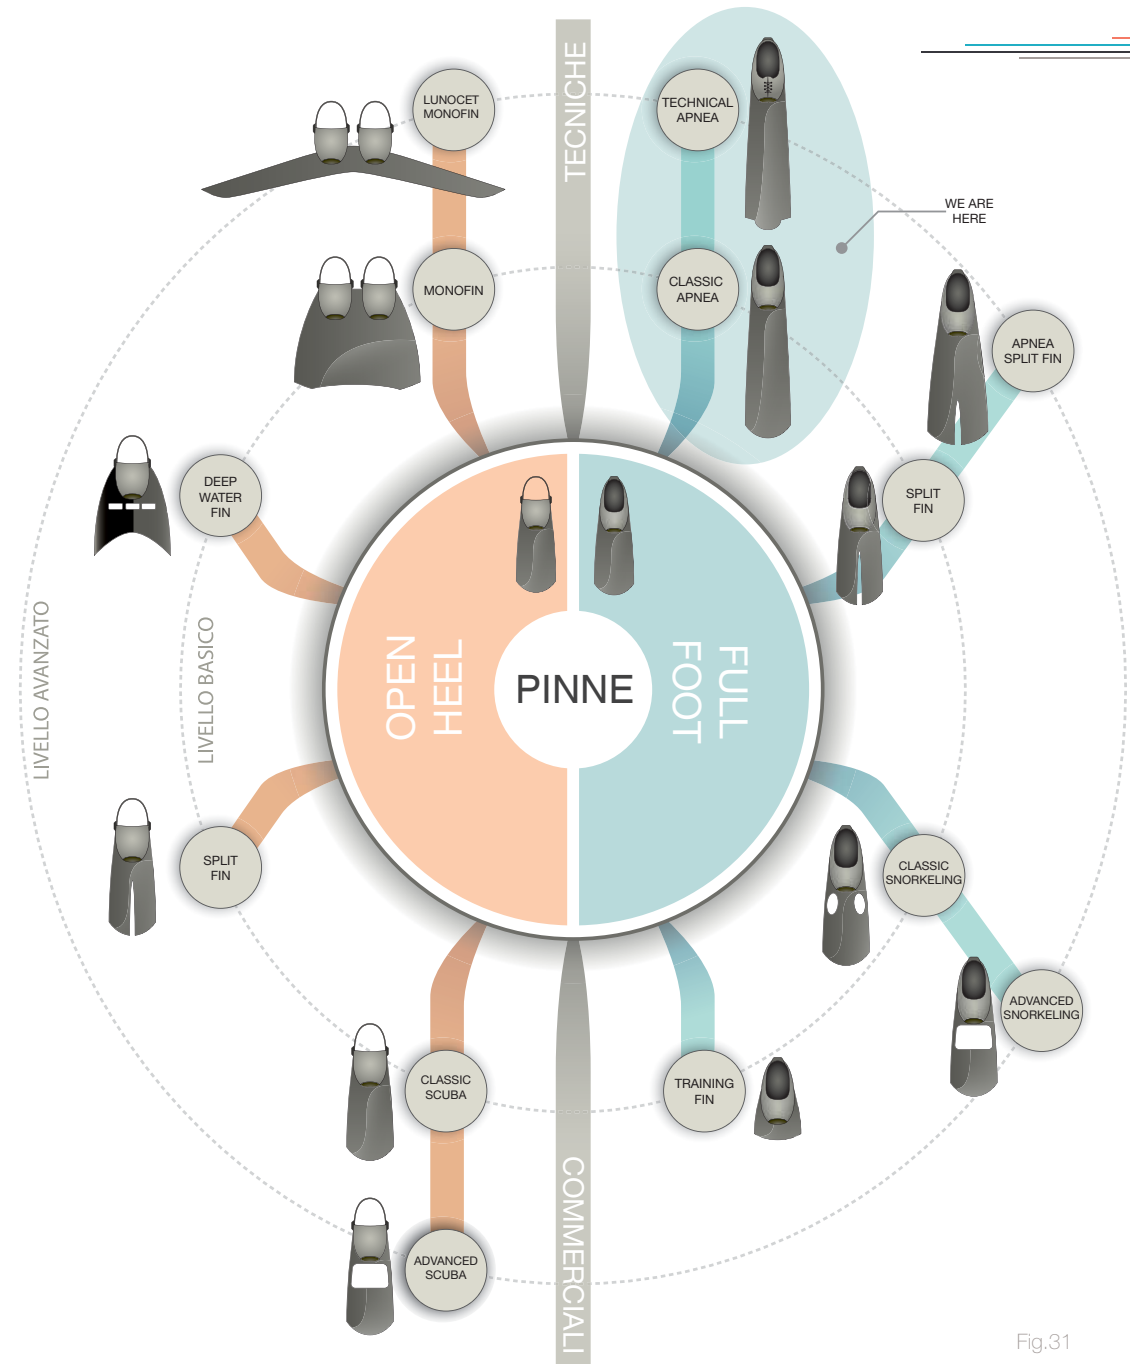 TECNICHE
LUNOCET
MONOFIN
TECHNICAL
APNEA
WE ARE
HERE
MONOFIN
CLASSIC
APNEA
APNEA
SPLIT FIN
DEEP
WATER
FIN
SPLIT
FIN
LIVELLO AVANZATO
LIVELLO BASICO
OPEN
HEEL
PINNE
FULL
FOOT
SPLIT
FIN
CLASSIC
SNORKELING
ADVANCED
SNORKELING
CLASSIC
SCUBA
TRAINING
FIN
ADVANCED
SCUBA
COMMERCIALI
Fig.31